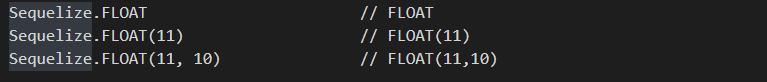 Sequelize.FLOAT // FLOAT
Sequelize.FLOAT(11) // FLOAT(11)
Sequelize.FLOAT(11, 10) // FLOAT(11,10)